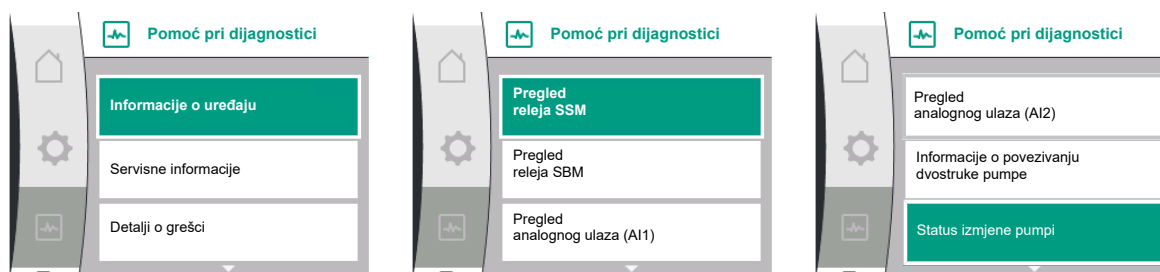 Pomoć pri dijagnostici
Informacije o uređaju
Servisne informacije
Detalji o grešci
Pomoć pri dijagnostici
Pregled
releja SSM
Pregled
releja SBM
Pregled
analognog ulaza (AI1)
Pomoć pri dijagnostici
Pregled
analognog ulaza (AI2)
Informacije o povezivanju
dvostruke pumpe
Status izmjene pumpi